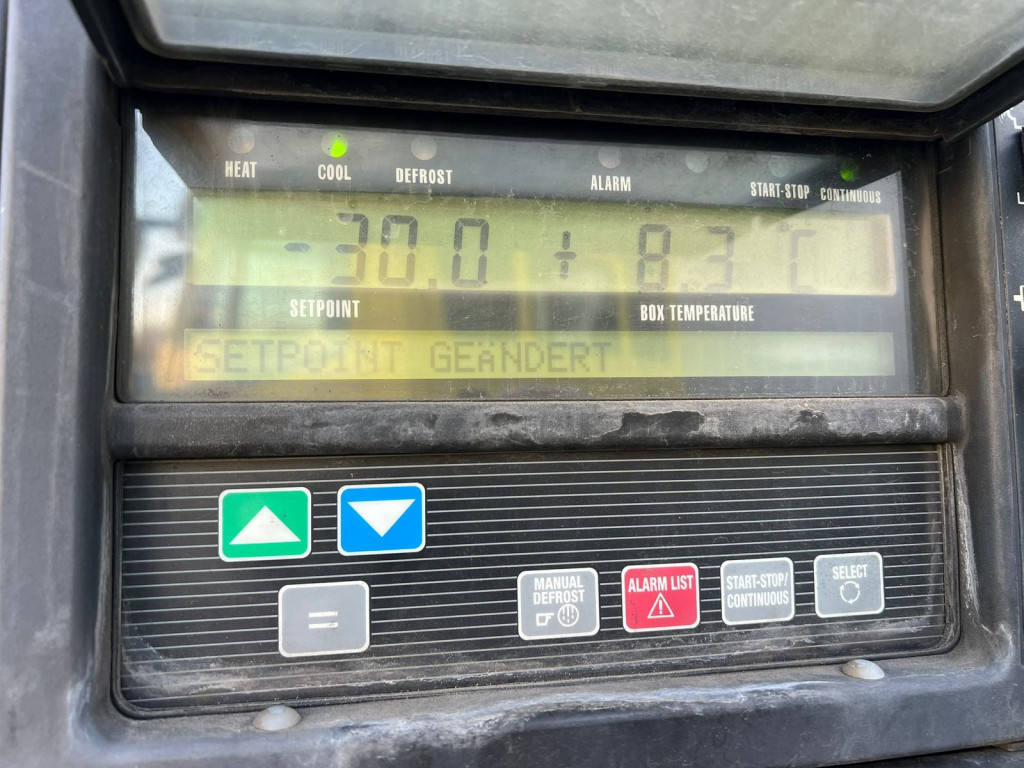 HEAT COOL DEFROST ALARM START-STOP CONTINUOUS
-30.0 + 8.3 °C
SETPOINT BOX TEMPERATURE
SETPOINT GEäNDERT
=
MANUAL DEFROST
ALARM LIST
START-STOP/
CONTINUOUS
SELECT